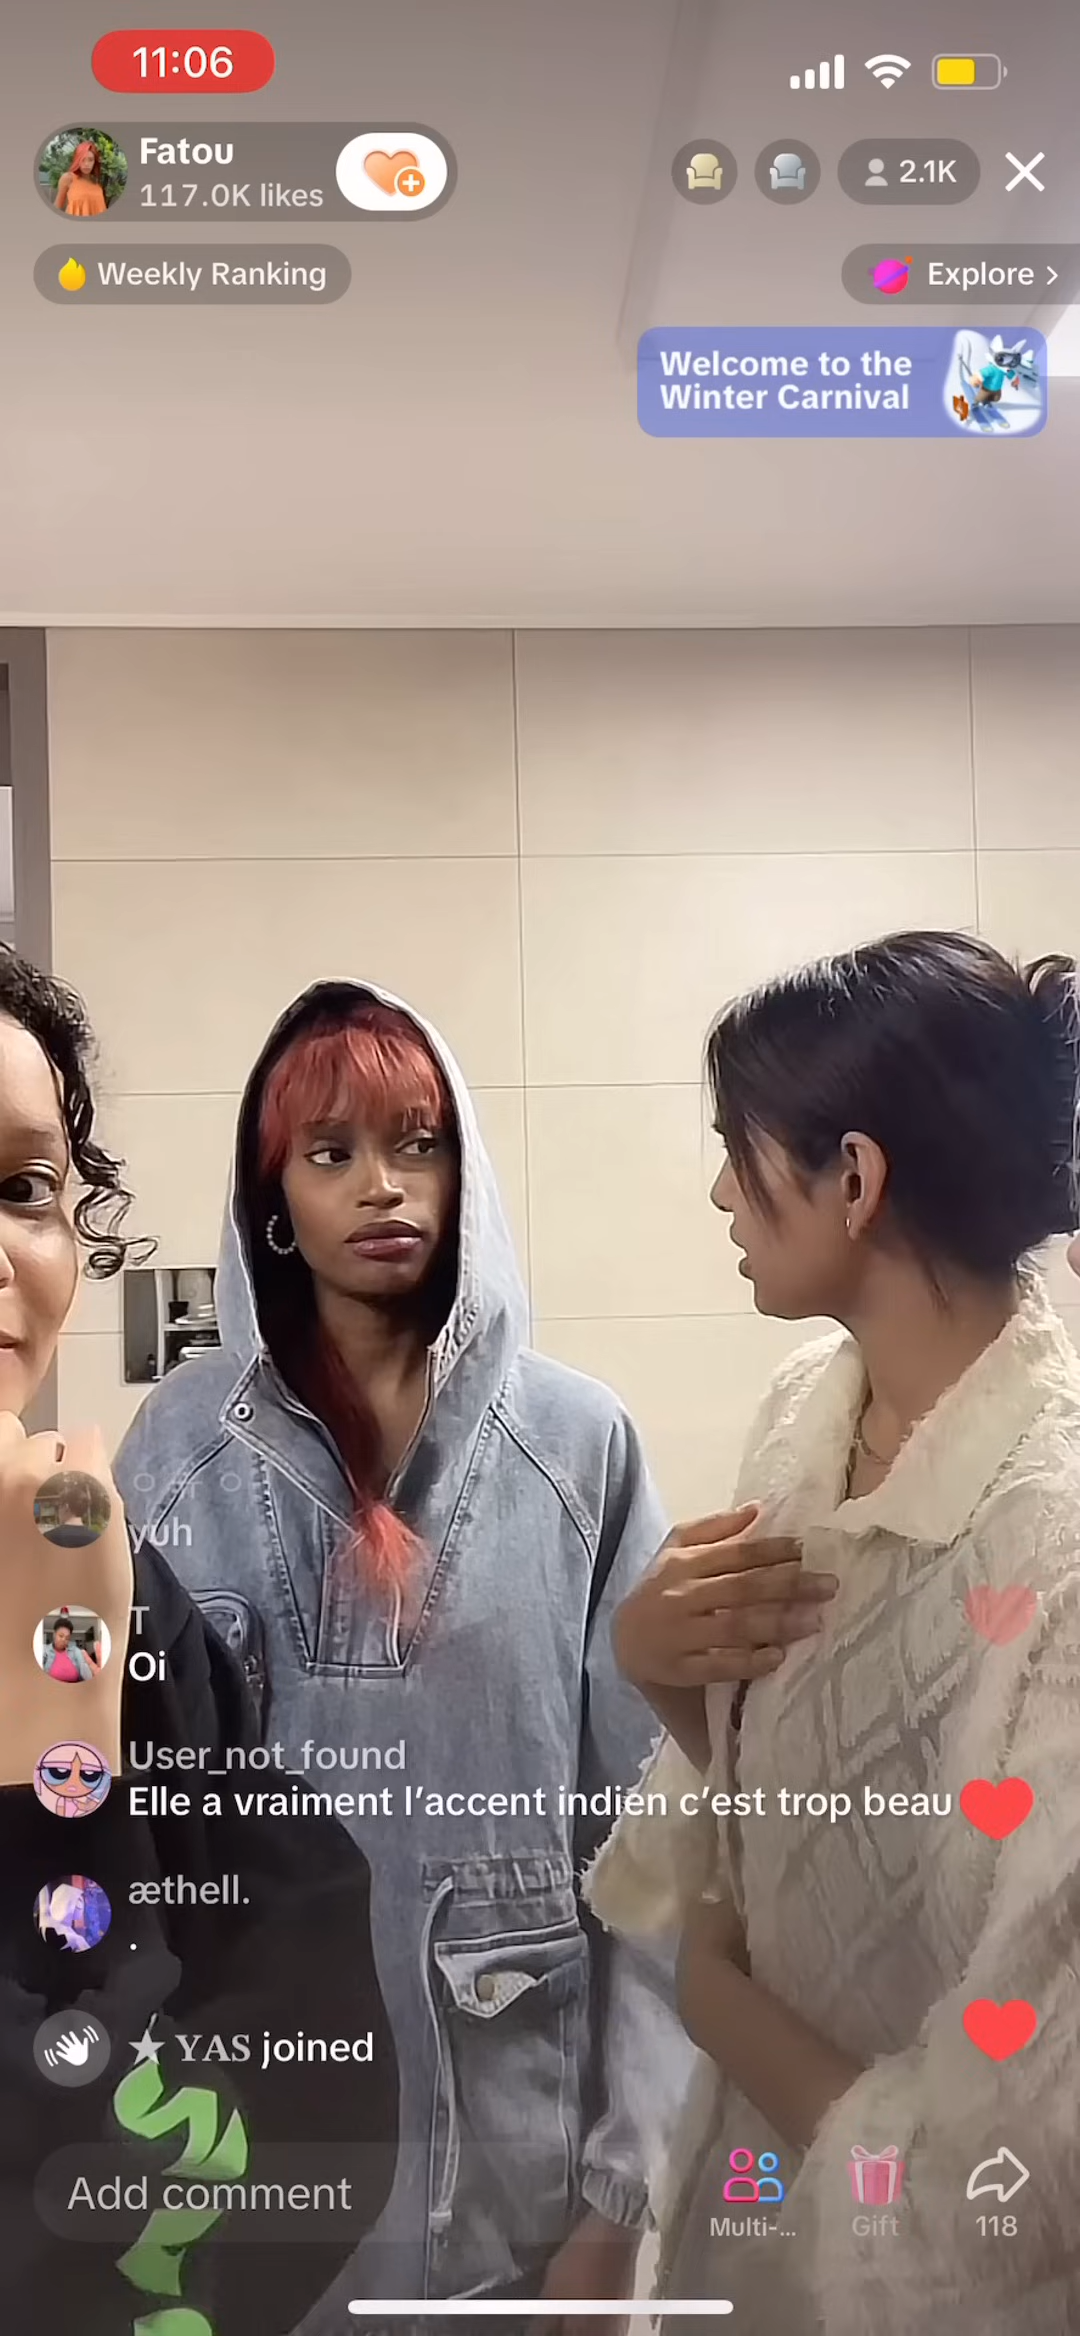 11:06
Fatou
117.0K likes
2.1K
Weekly Ranking
Explore >
Welcome to the
Winter Carnival
yuh
T
Oi
User_not_found
Elle a vraiment l’accent indien c’est trop beau
æthell.
.
★ YAS joined
Add comment
Multi-...
Gift
118